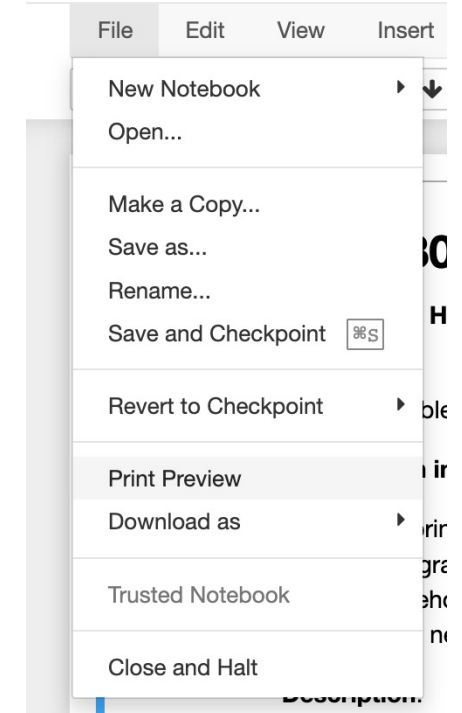 File Edit View Insert
New Notebook
Open...
Make a Copy...
Save as...
Rename...
Save and Checkpoint ⌘S
Revert to Checkpoint
Print Preview
Download as
Trusted Notebook
Close and Halt